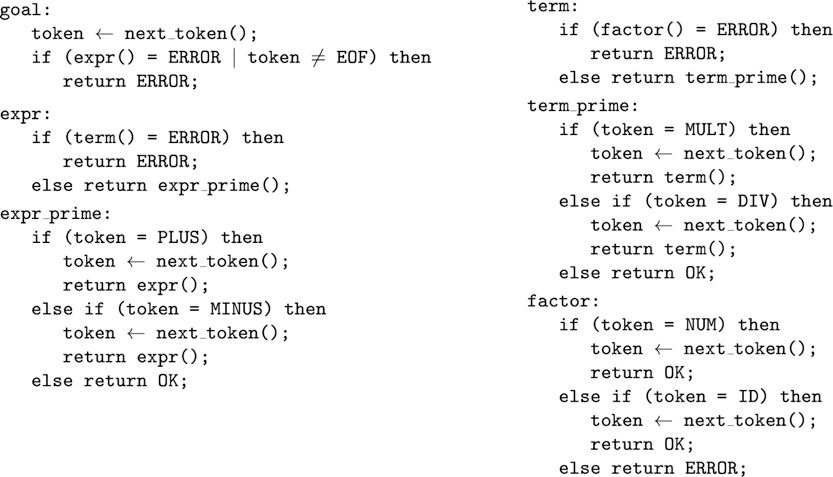 goal:
token ← next_token();
if (expr() = ERROR | token ≠ EOF) then
return ERROR;
expr:
if (term() = ERROR) then
return ERROR;
else return expr_prime();
expr_prime:
if (token = PLUS) then
token ← next_token();
return expr();
else if (token = MINUS) then
token ← next_token();
return expr();
else return OK;
term:
if (factor() = ERROR) then
return ERROR;
else return term_prime();
term_prime:
if (token = MULT) then
token ← next_token();
return term();
else if (token = DIV) then
token ← next_token();
return term();
else return OK;
factor:
if (token = NUM) then
token ← next_token();
return OK;
else if (token = ID) then
token ← next_token();
return OK;
else return ERROR;